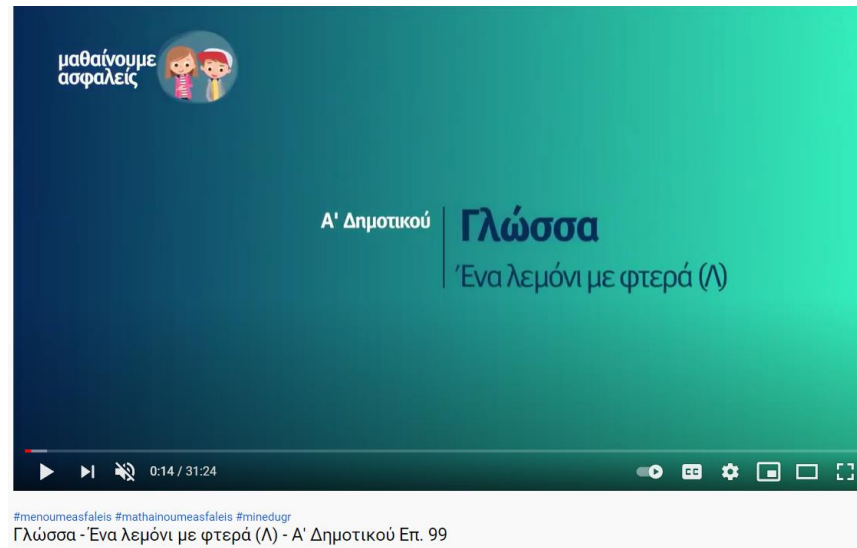 μαθαίνουμε
ασφαλείς
Α' Δημοτικού
Γλώσσα
Ένα λεμόνι με φτερά (Λ)
0:14 / 31:24
CC
#menoumeasfaleis #mathainoumeasfaleis #minedugr
Γλώσσα - Ένα λεμόνι με φτερά (Λ) - Α' Δημοτικού Επ. 99